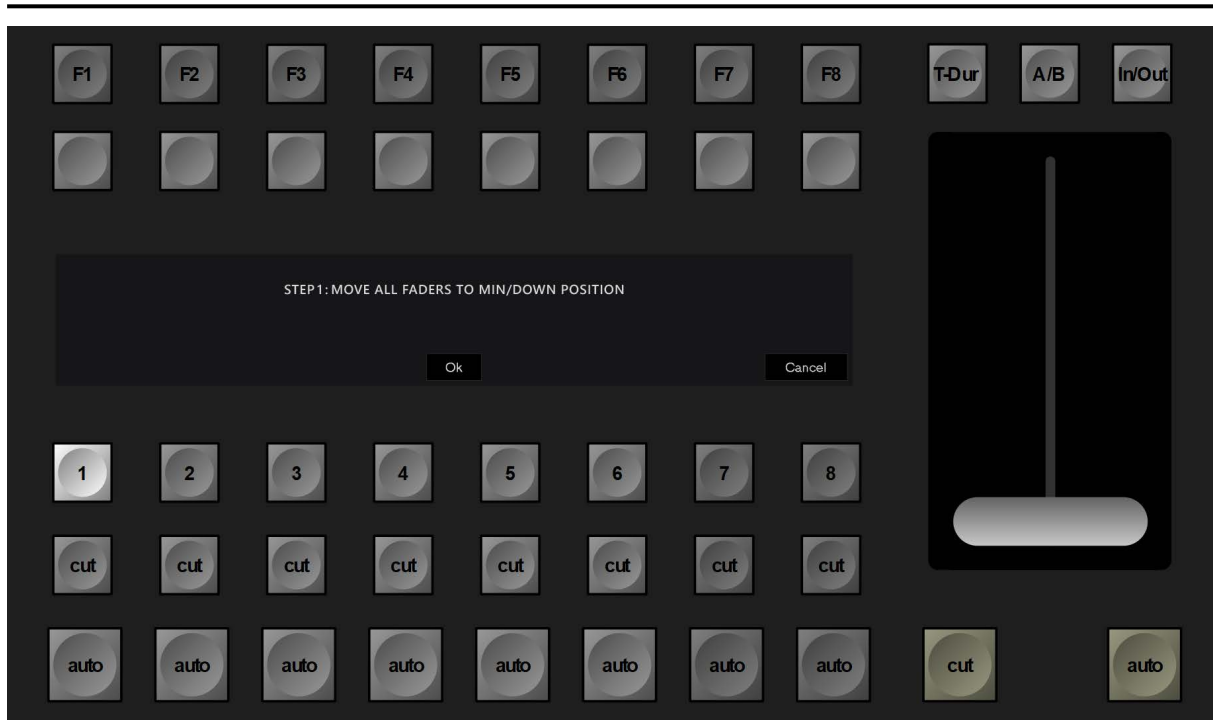 F1 F2 F3 F4 F5 F6 F7 F8 T-Dur A/B In/Out
STEP1: MOVE ALL FADERS TO MIN/DOWN POSITION
Ok Cancel
1 2 3 4 5 6 7 8
cut cut cut cut cut cut cut cut
auto auto auto auto auto auto auto auto cut auto